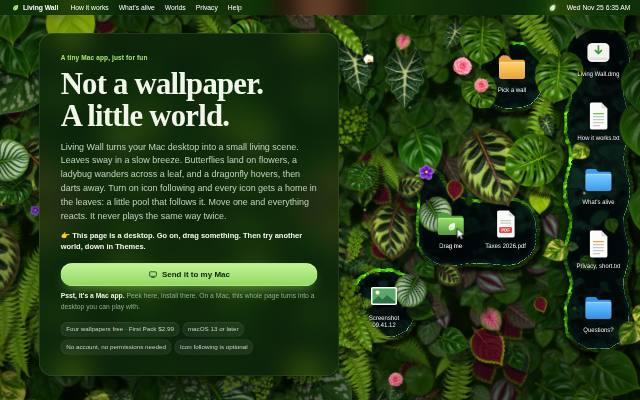 Living Wall How it works What's alive Worlds Privacy Help Wed Nov 25 6:35 AM
A tiny Mac app, just for fun
Not a wallpaper.
A little world.
Living Wall turns your Mac desktop into a small living scene.
Leaves sway in a slow breeze. Butterflies land on flowers, a
ladybug wanders across a leaf, and a dragonfly hovers, then
darts away. Turn on icon following and every icon gets a home in
the leaves: a little pool that follows it. Move one and everything
reacts. It never plays the same way twice.
👉 This page is a desktop. Go on, drag something. Then try another
world, down in Themes.
Send it to my Mac
Psst, it's a Mac app. Peek here, install there. On a Mac, this whole page turns into a
desktop you can play with.
Four wallpapers free · First Pack $2.99
macOS 13 or later
No account, no permissions needed
Icon following is optional
Pick a wall
Living Wall.dmg
How it works.txt
What's alive
Drag me
PDF
Taxes 2026.pdf
Privacy, short.txt
Screenshot
09.41.12
Questions?